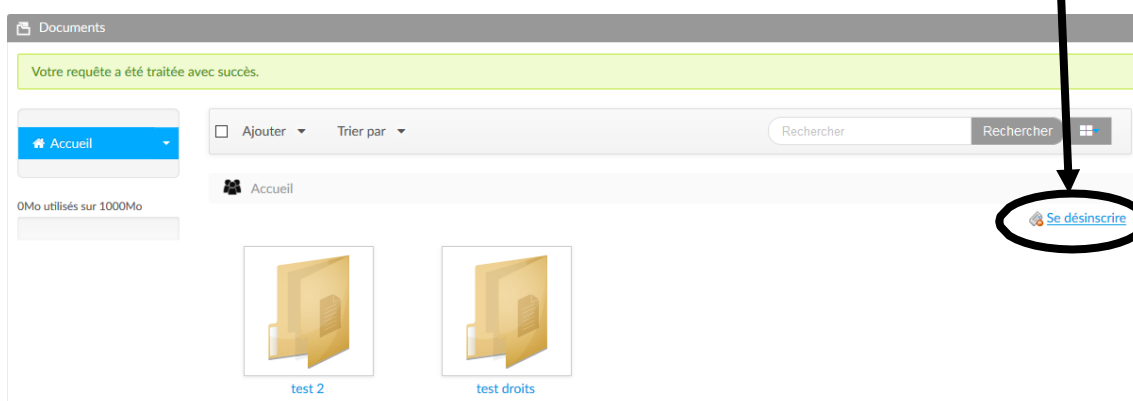 Documents
Votre requête a été traitée avec succès.
Accueil
Ajouter Trier par Rechercher Rechercher
Accueil
0Mo utilisés sur 1000Mo
Se désinscrire
test 2 test droits